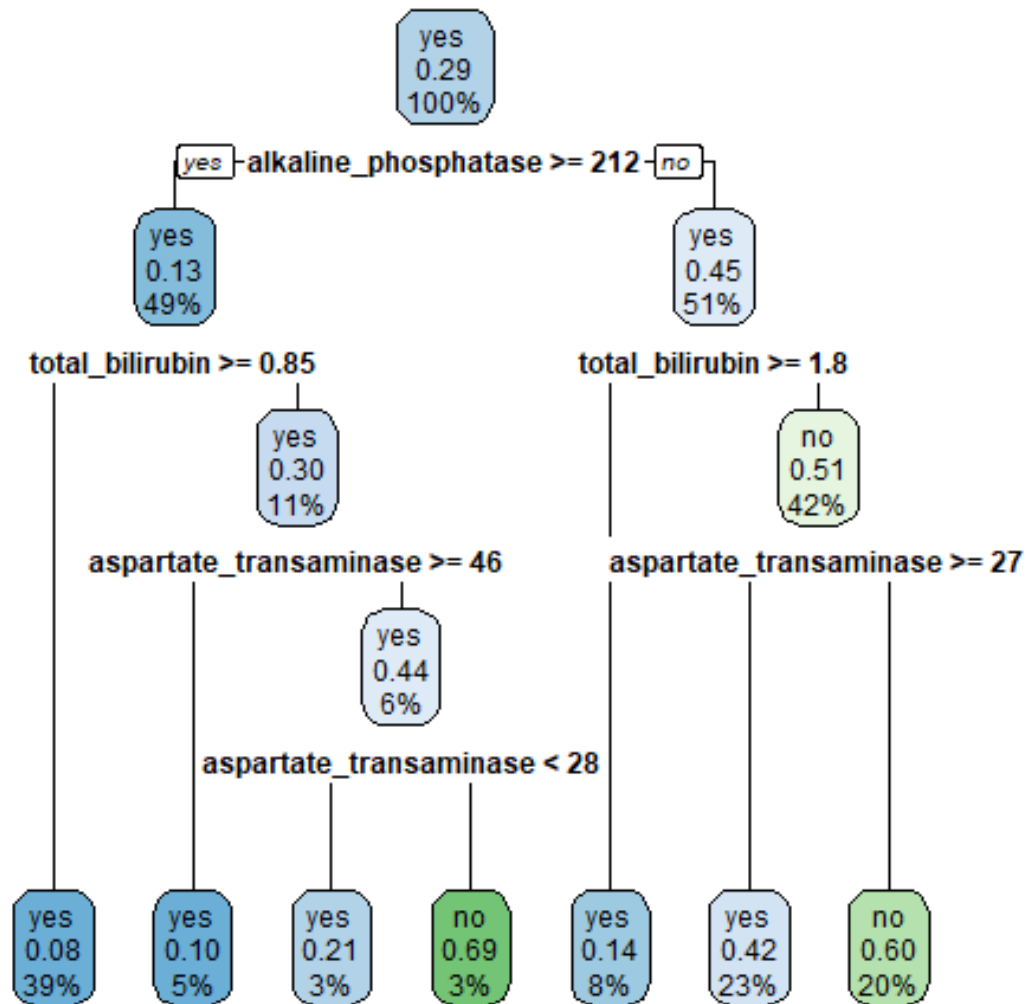 yes
0.29
100%
yes alkaline_phosphatase >= 212 no
yes
0.13
49%
yes
0.45
51%
total_bilirubin >= 0.85
total_bilirubin >= 1.8
yes
0.30
11%
no
0.51
42%
aspartate_transaminase >= 46
aspartate_transaminase >= 27
yes
0.44
6%
aspartate_transaminase < 28
yes
0.08
39%
yes
0.10
5%
yes
0.21
3%
no
0.69
3%
yes
0.14
8%
yes
0.42
23%
no
0.60
20%